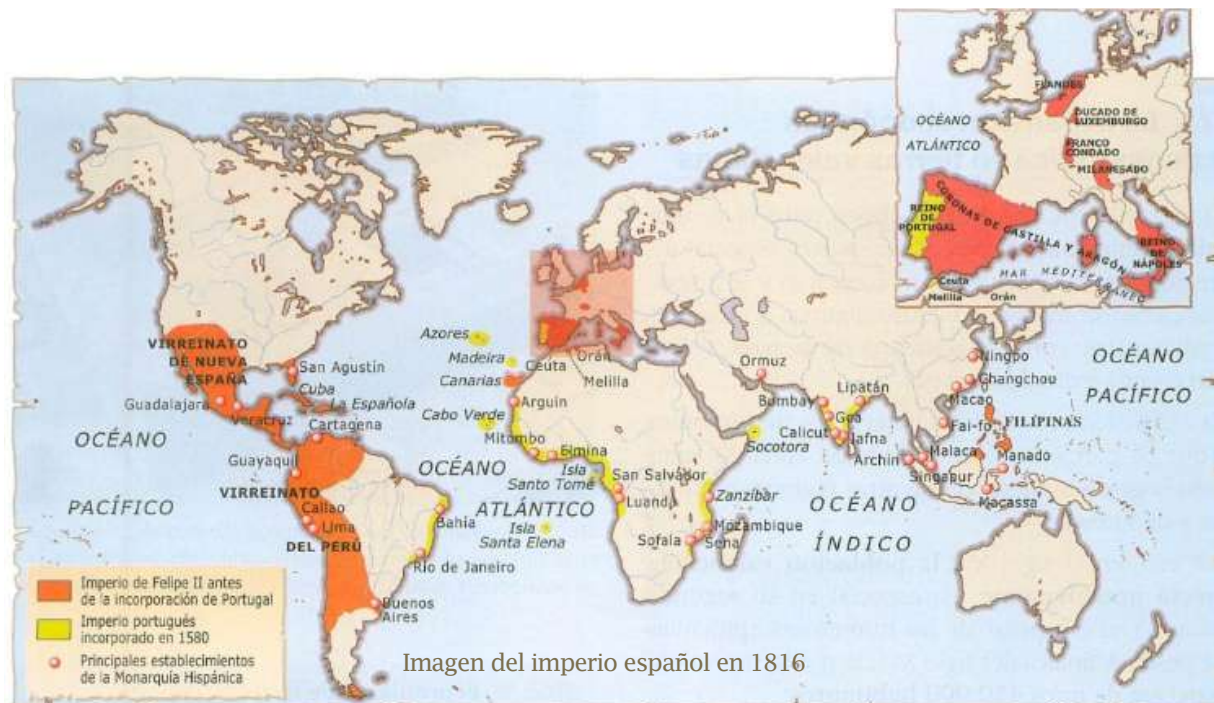 FLANDES
DUCADO DE
LUXEMBURGO
OCÉANO
ATLÁNTICO
FRANCO
CONDADO
MILANESADO
REINO
DE
PORTUGAL
CORONAS DE CASTILLA Y ARAGÓN
REINO
DE
NÁPOLES
MAR MEDITERRÁNEO
Ceuta
Melilla
Orán
VIRREINATO
DE NUEVA
ESPAÑA
San Agustín
Cuba
La Española
Guadalajara
Veracruz
Cartagena
OCÉANO
PACÍFICO
Guayaquil
VIRREINATO
Callao
Lima
DEL PERÚ
Bahía
Río de Janeiro
Buenos
Aires
Azores
Madeira
Canarias
Cabo Verde
Ceuta
Orán
Melilla
Arguin
Mitombo
Elmina
OCÉANO
ATLÁNTICO
Isla
Santo Tomé
Isla
Santa Elena
San Salvador
Luanda
Zanzíbar
Mozambique
Sofala
Sena
Socotora
Ormuz
Lipatán
Bombay
Goa
Calicut
Jafna
OCÉANO
ÍNDICO
Archin
Malaca
Singapur
Ningpo
Changchou
Macao
Fai-fo
FILÍPINAS
Manado
Macassa
OCÉANO
PACÍFICO
Imperio de Felipe II antes
de la incorporación de Portugal
Imperio portugués
incorporado en 1580
Principales establecimientos
de la Monarquía Hispánica
Imagen del imperio español en 1816